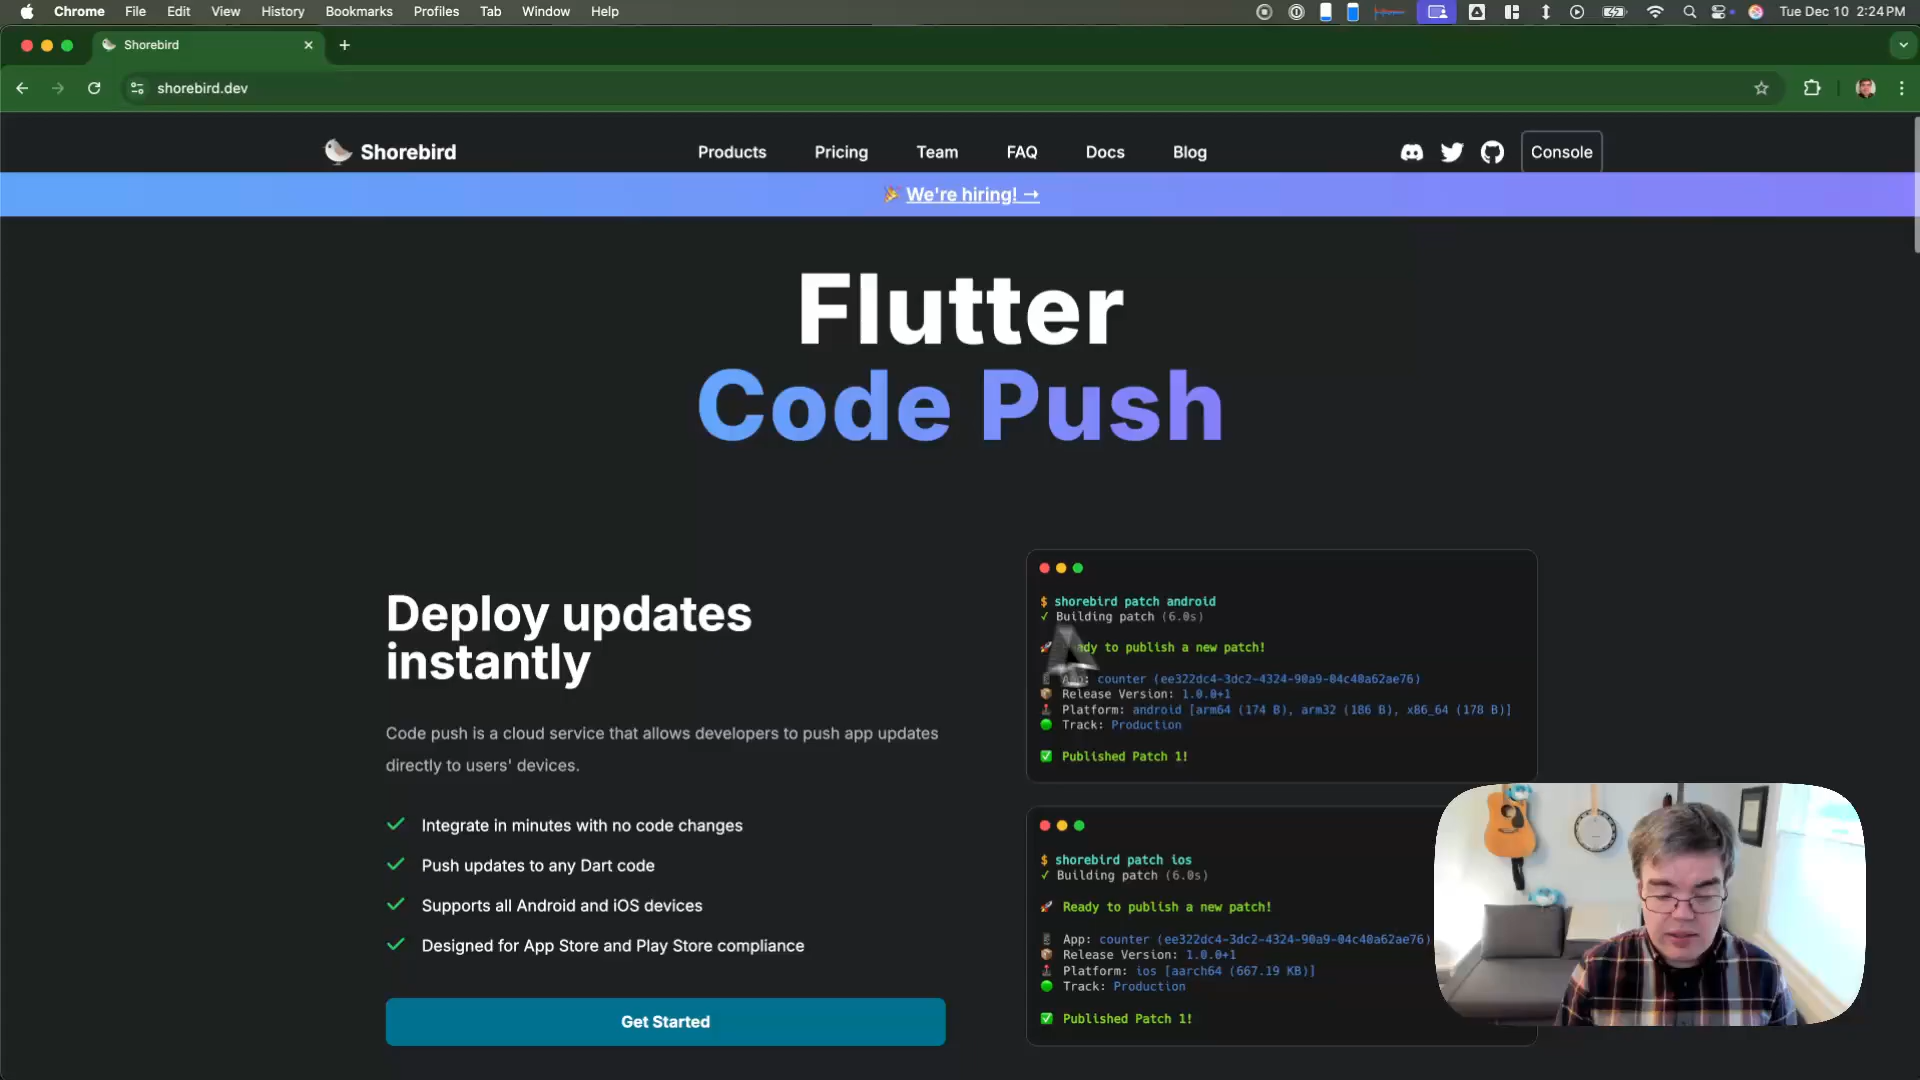 Chrome File Edit View History Bookmarks Profiles Tab Window Help
Tue Dec 10 2:24 PM
Shorebird
shorebird.dev
Shorebird
Products Pricing Team FAQ Docs Blog
Console
🎉 We're hiring! →
Flutter
Code Push
Deploy updates
instantly
Code push is a cloud service that allows developers to push app updates
directly to users' devices.
✓ Integrate in minutes with no code changes
✓ Push updates to any Dart code
✓ Supports all Android and iOS devices
✓ Designed for App Store and Play Store compliance
Get Started
$ shorebird patch android
✓ Building patch (6.0s)
🚀 to publish a new patch!
App: counter (ee322dc4-3dc2-4324-90a9-04c40a62ae76)
📦 Release Version: 1.0.0+1
🕹️ Platform: android [arm64 (174 B), arm32 (186 B), x86_64 (178 B)]
🟢 Track: Production
✅ Published Patch 1!
$ shorebird patch ios
✓ Building patch (6.0s)
🚀 Ready to publish a new patch!
📱 App: counter (ee322dc4-3dc2-4324-90a9-04c40a62ae76)
📦 Release Version: 1.0.0+1
🕹️ Platform: ios [aarch64 (667.19 KB)]
🟢 Track: Production
✅ Published Patch 1!